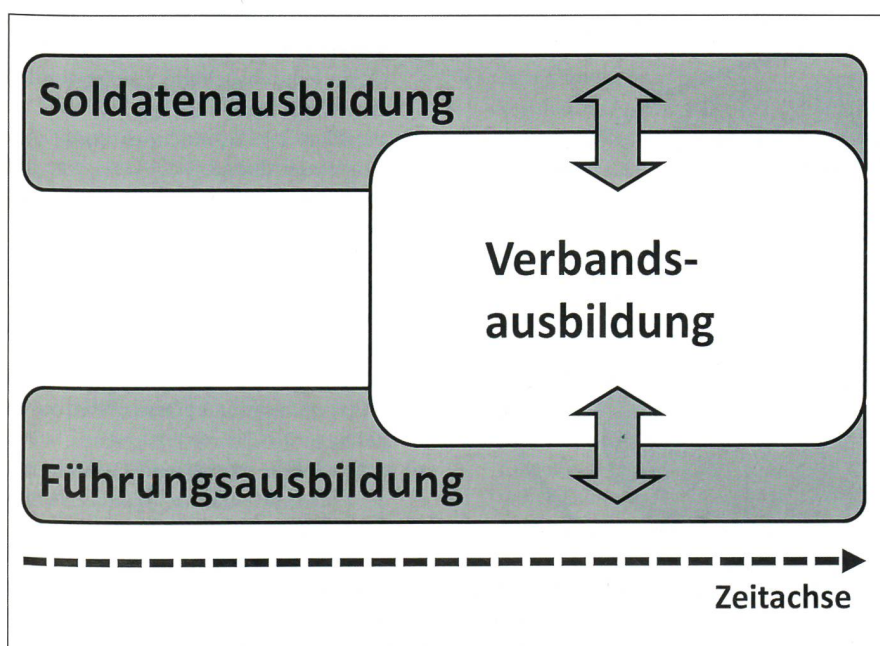 Soldatenausbildung
Verbands-
ausbildung
Führungsausbildung
Zeitachse